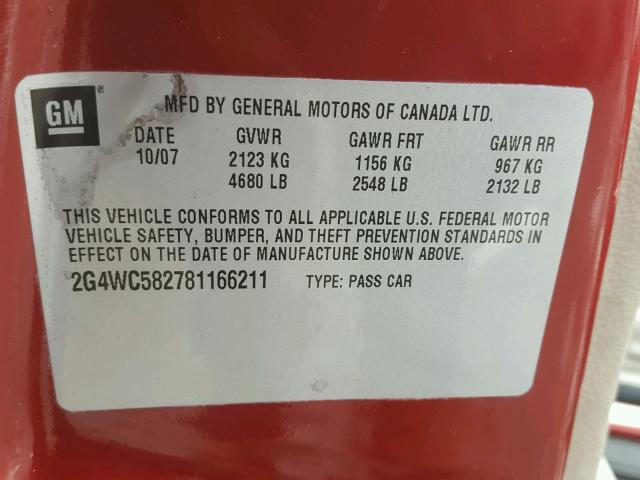 GM ®
MFD BY GENERAL MOTORS OF CANADA LTD.
DATE GVWR GAWR FRT GAWR RR
10/07 2123 KG 1156 KG 967 KG
4680 LB 2548 LB 2132 LB
THIS VEHICLE CONFORMS TO ALL APPLICABLE U.S. FEDERAL MOTOR
VEHICLE SAFETY, BUMPER, AND THEFT PREVENTION STANDARDS IN
EFFECT ON THE DATE OF MANUFACTURE SHOWN ABOVE.
2G4WC582781166211 TYPE: PASS CAR